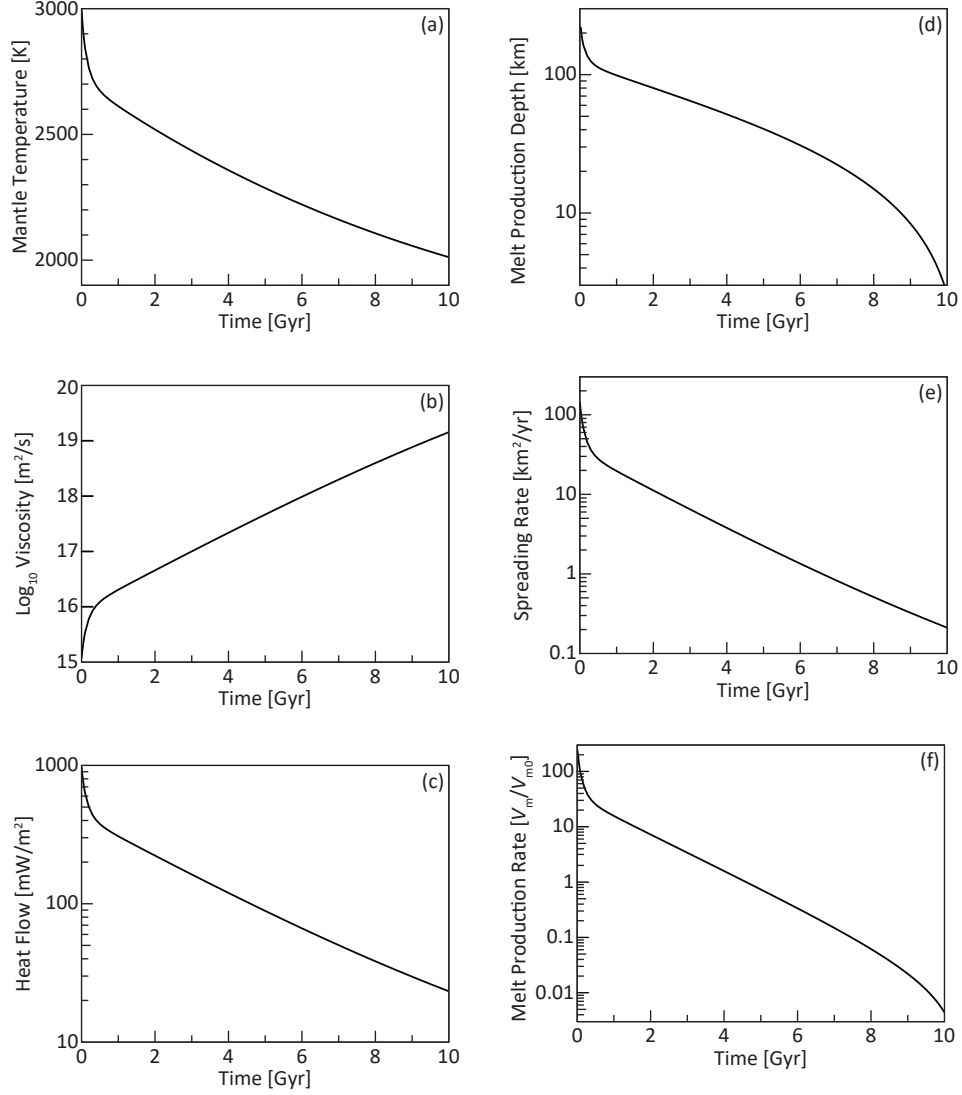 (a)
Mantle Temperature [K]
3000
2500
2000
0 2 4 6 8 10
Time [Gyr]
(d)
Melt Production Depth [km]
100
10
0 2 4 6 8 10
Time [Gyr]
(b)
Log₁₀ Viscosity [m²/s]
20
19
18
17
16
15
0 2 4 6 8 10
Time [Gyr]
(e)
Spreading Rate [km²/yr]
100
10
1
0.1
0 2 4 6 8 10
Time [Gyr]
(c)
Heat Flow [mW/m²]
1000
100
10
0 2 4 6 8 10
Time [Gyr]
(f)
Melt Production Rate [Vₘ/Vₘ₀]
100
10
1
0.1
0.01
0 2 4 6 8 10
Time [Gyr]